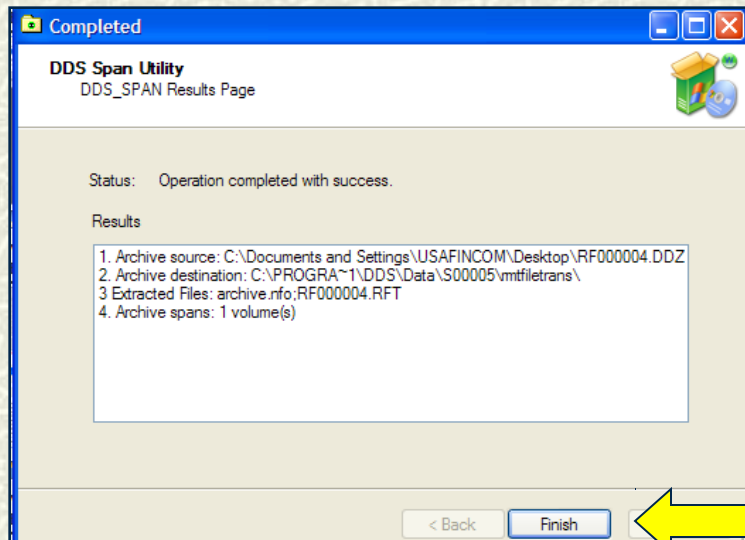 Completed
DDS Span Utility
DDS_SPAN Results Page
Status: Operation completed with success.
Results
1. Archive source: C:\Documents and Settings\USAFINCOM\Desktop\RF000004.DDZ
2. Archive destination: C:\PROGRA~1\DDS\Data\S00005\mtfiletrans\
3 Extracted Files: archive.nfo;RF000004.RFT
4. Archive spans: 1 volume(s)
< Back Finish